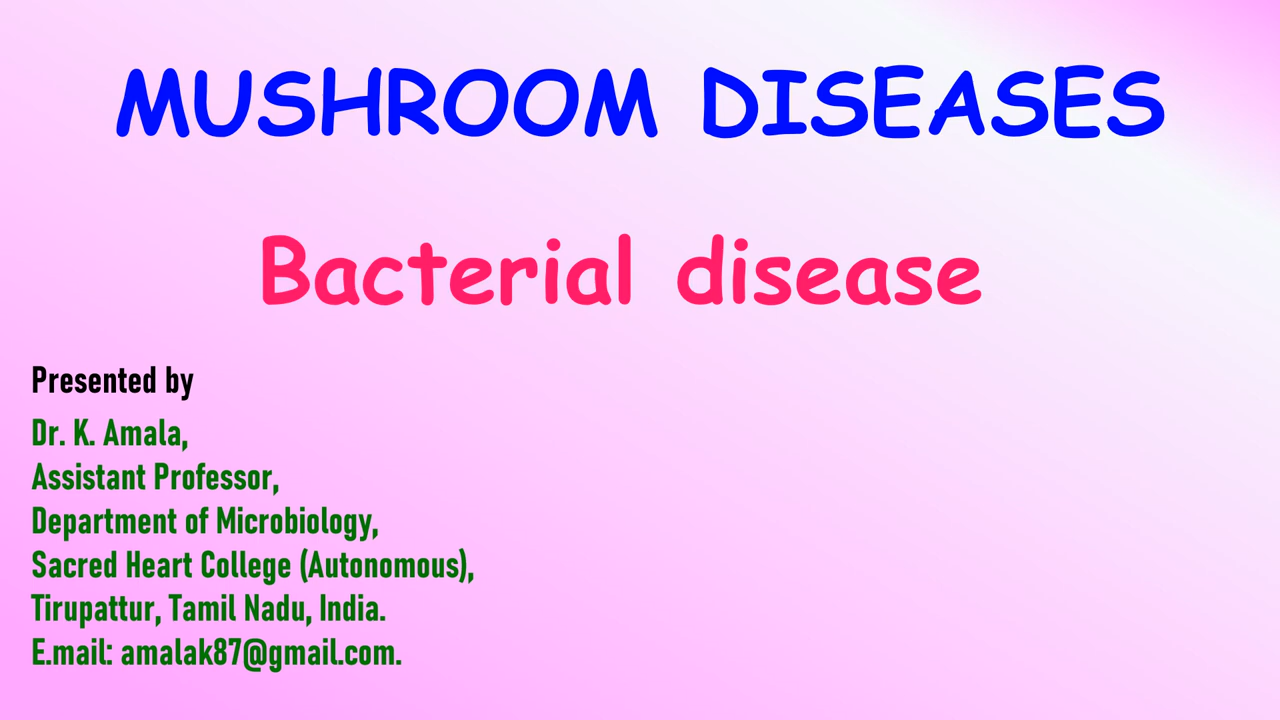 MUSHROOM DISEASES
Bacterial disease
Presented by
Dr. K. Amala,
Assistant Professor,
Department of Microbiology,
Sacred Heart College (Autonomous),
Tirupattur, Tamil Nadu, India.
E.mail: amalak87@gmail.com.